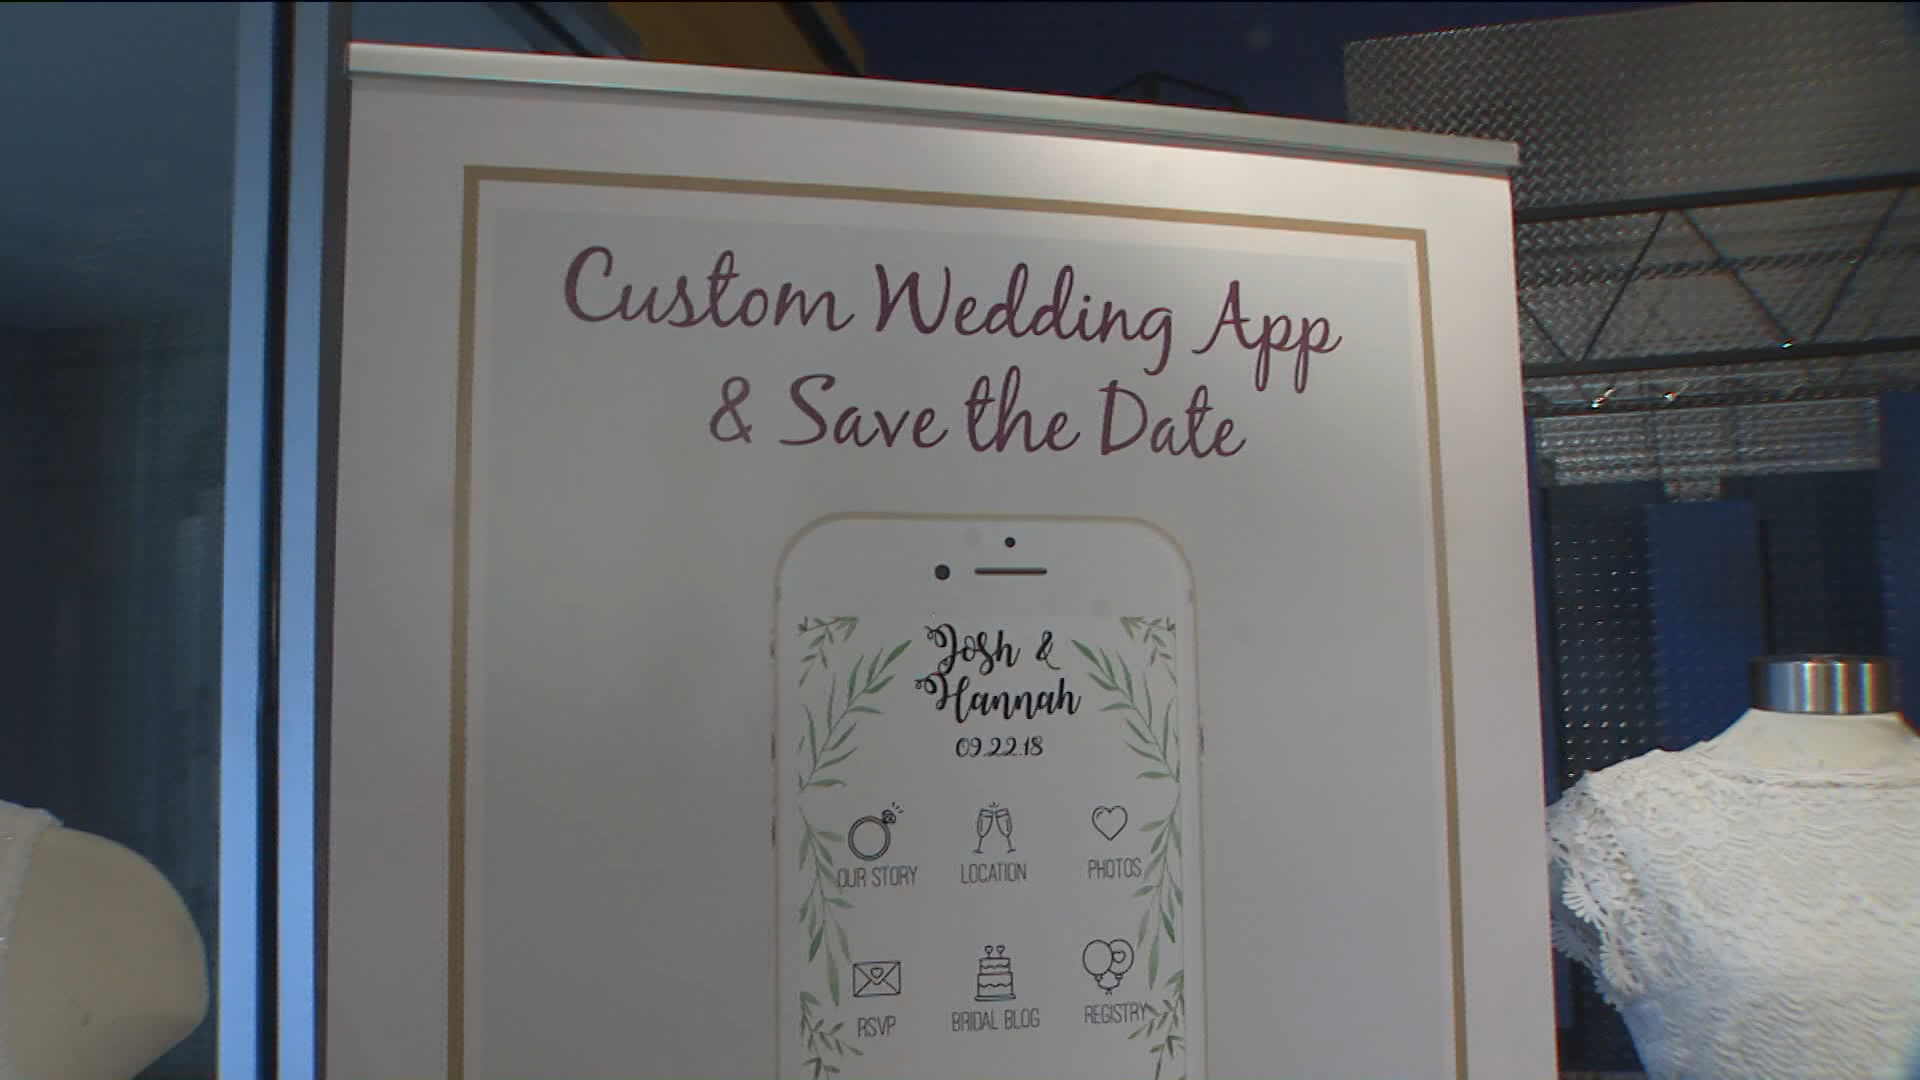 Custom Wedding App
& Save the Date
Josh &
Hannah
09.22.18
OUR STORY LOCATION PHOTOS
RSVP BRIDAL BLOG REGISTRY